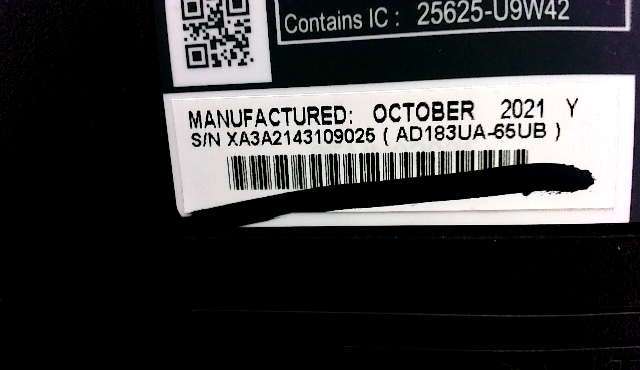 Contains IC : 25625-U9W42
MANUFACTURED: OCTOBER 2021 Y
S/N XA3A2143109025 ( AD183UA-65UB )